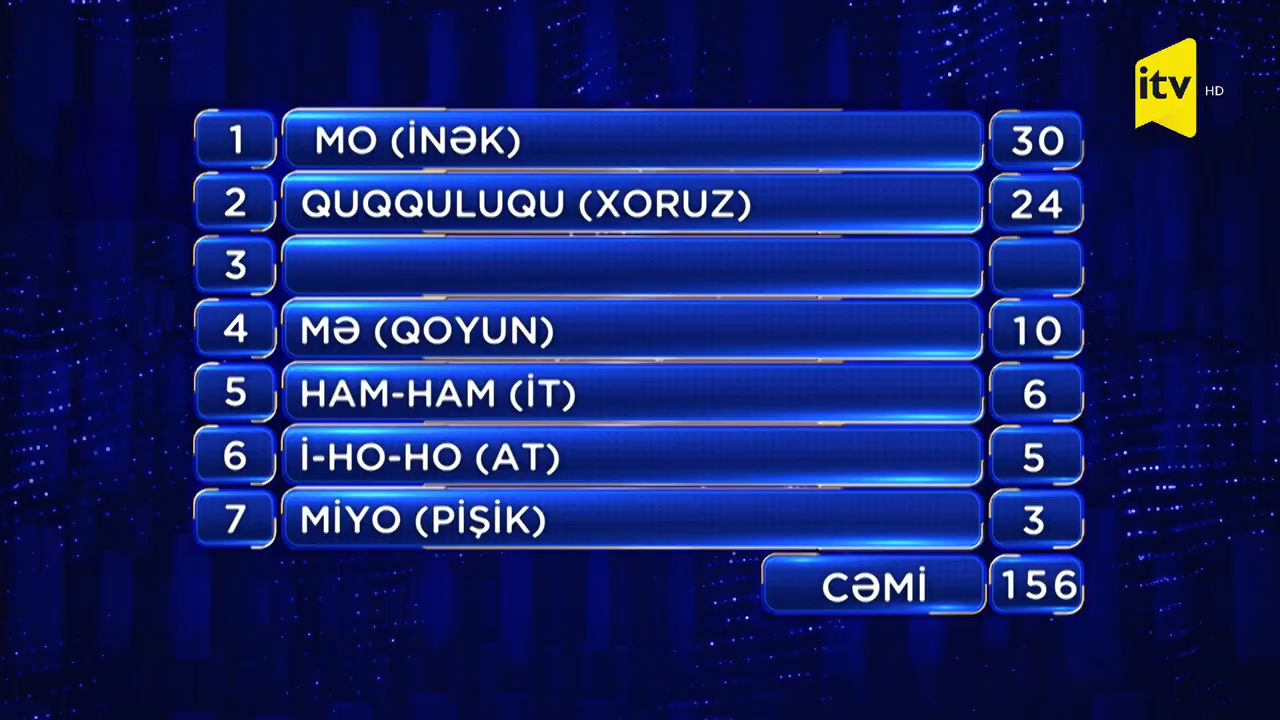 itv HD
1 MO (İNƏK) 30
2 QUQQULUQU (XORUZ) 24
3
4 MƏ (QOYUN) 10
5 HAM-HAM (İT) 6
6 İ-HO-HO (AT) 5
7 MİYO (PİŞİK) 3
CƏMİ 156